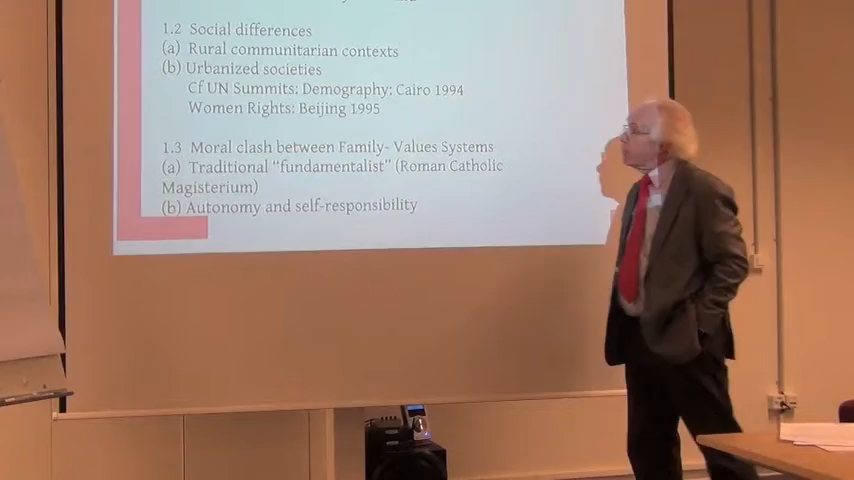 1.2 Social differences
(a) Rural communitarian contexts
(b) Urbanized societies
Cf UN Summits: Demography: Cairo 1994
Women Rights: Beijing 1995
1.3 Moral clash between Family- Values Systems
(a) Traditional "fundamentalist" (Roman Catholic
Magisterium)
(b) Autonomy and self-responsibility